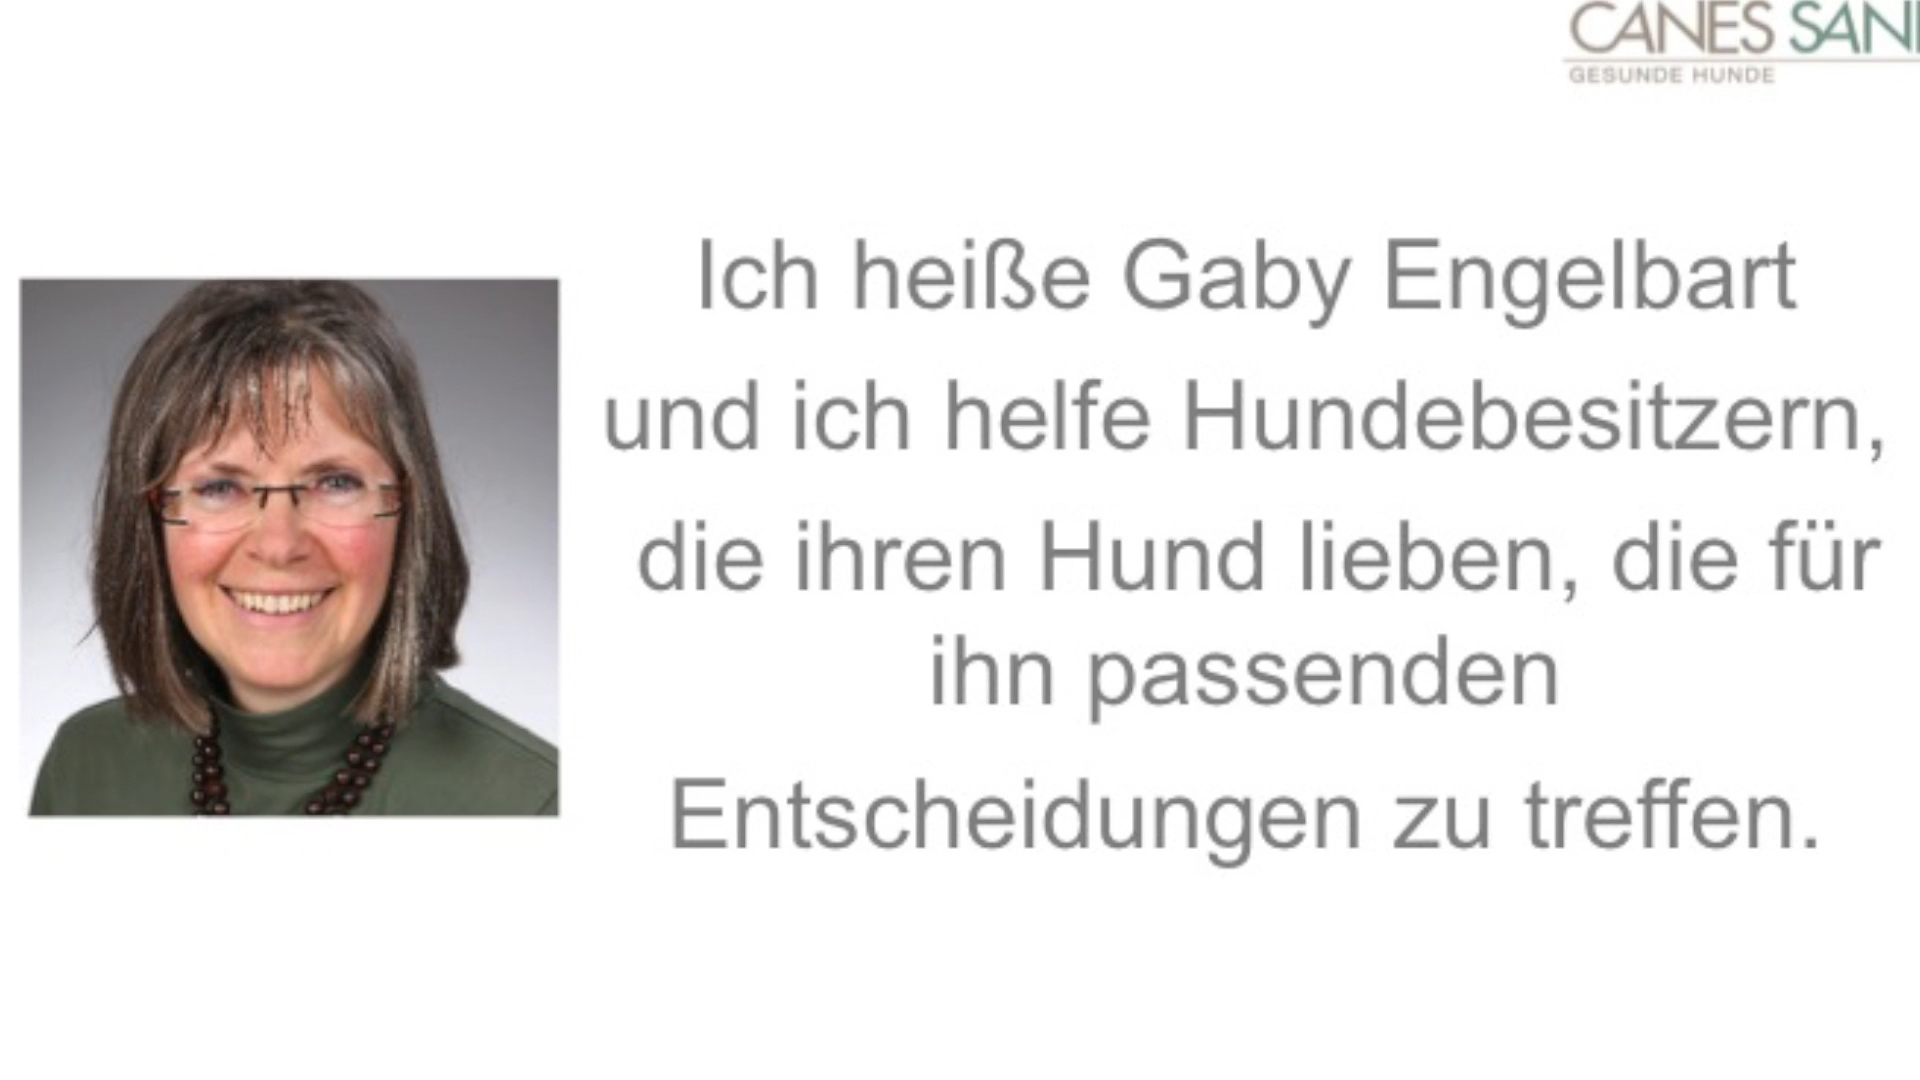 CANES SANI
GESUNDE HUNDE
Ich heiße Gaby Engelbart
und ich helfe Hundebesitzern,
die ihren Hund lieben, die für
ihn passenden
Entscheidungen zu treffen.